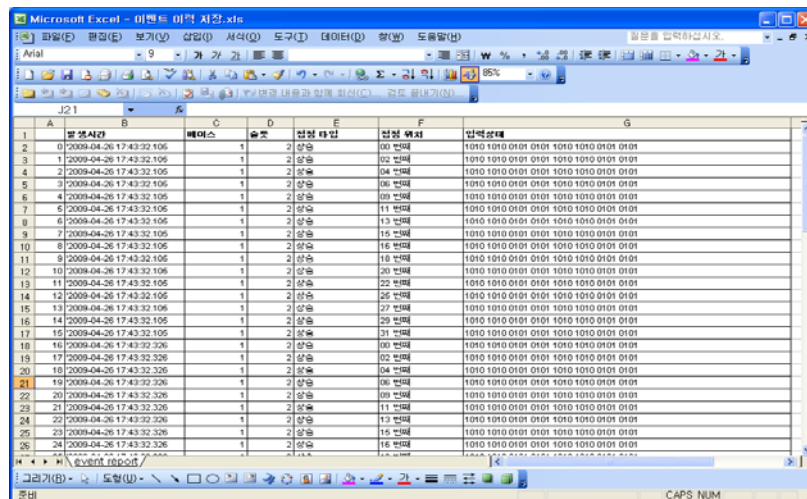 Microsoft Excel - 이벤트 이력 저장.xls
파일(F) 편집(E) 보기(V) 삽입(I) 서식(O) 도구(T) 데이터(D) 창(W) 도움말(H) 질문을 입력하십시오.
Arial 9 가 가 가
85%
변경 내용과 함께 회신(C)... 검토 끝내기(N)...
J21 fx
A B C D E F G
1 발생시간 베이스 슬롯 접점 타입 접점 위치 입력상태
2 0 '2009-04-26 17:43:32.106 1 2 상승 00 번째 1010 1010 0101 0101 1010 1010 0101 0101
3 1 '2009-04-26 17:43:32.106 1 2 상승 02 번째 1010 1010 0101 0101 1010 1010 0101 0101
4 2 '2009-04-26 17:43:32.106 1 2 상승 04 번째 1010 1010 0101 0101 1010 1010 0101 0101
5 3 '2009-04-26 17:43:32.106 1 2 상승 06 번째 1010 1010 0101 0101 1010 1010 0101 0101
6 4 '2009-04-26 17:43:32.106 1 2 상승 09 번째 1010 1010 0101 0101 1010 1010 0101 0101
7 5 '2009-04-26 17:43:32.106 1 2 상승 11 번째 1010 1010 0101 0101 1010 1010 0101 0101
8 6 '2009-04-26 17:43:32.106 1 2 상승 13 번째 1010 1010 0101 0101 1010 1010 0101 0101
9 7 '2009-04-26 17:43:32.106 1 2 상승 15 번째 1010 1010 0101 0101 1010 1010 0101 0101
10 8 '2009-04-26 17:43:32.106 1 2 상승 16 번째 1010 1010 0101 0101 1010 1010 0101 0101
11 9 '2009-04-26 17:43:32.106 1 2 상승 18 번째 1010 1010 0101 0101 1010 1010 0101 0101
12 10 '2009-04-26 17:43:32.106 1 2 상승 20 번째 1010 1010 0101 0101 1010 1010 0101 0101
13 11 '2009-04-26 17:43:32.106 1 2 상승 22 번째 1010 1010 0101 0101 1010 1010 0101 0101
14 12 '2009-04-26 17:43:32.106 1 2 상승 25 번째 1010 1010 0101 0101 1010 1010 0101 0101
15 13 '2009-04-26 17:43:32.106 1 2 상승 27 번째 1010 1010 0101 0101 1010 1010 0101 0101
16 14 '2009-04-26 17:43:32.106 1 2 상승 29 번째 1010 1010 0101 0101 1010 1010 0101 0101
17 15 '2009-04-26 17:43:32.106 1 2 상승 31 번째 1010 1010 0101 0101 1010 1010 0101 0101
18 16 '2009-04-26 17:43:32.326 1 2 상승 00 번째 1010 1010 0101 0101 1010 1010 0101 0101
19 17 '2009-04-26 17:43:32.326 1 2 상승 02 번째 1010 1010 0101 0101 1010 1010 0101 0101
20 18 '2009-04-26 17:43:32.326 1 2 상승 04 번째 1010 1010 0101 0101 1010 1010 0101 0101
21 19 '2009-04-26 17:43:32.326 1 2 상승 06 번째 1010 1010 0101 0101 1010 1010 0101 0101
22 20 '2009-04-26 17:43:32.326 1 2 상승 09 번째 1010 1010 0101 0101 1010 1010 0101 0101
23 21 '2009-04-26 17:43:32.326 1 2 상승 11 번째 1010 1010 0101 0101 1010 1010 0101 0101
24 22 '2009-04-26 17:43:32.326 1 2 상승 13 번째 1010 1010 0101 0101 1010 1010 0101 0101
25 23 '2009-04-26 17:43:32.326 1 2 상승 15 번째 1010 1010 0101 0101 1010 1010 0101 0101
26 24 '2009-04-26 17:43:32.326 1 2 상승 16 번째 1010 1010 0101 0101 1010 1010 0101 0101
event report
그리기(R) 도형(U)
준비 CAPS NUM